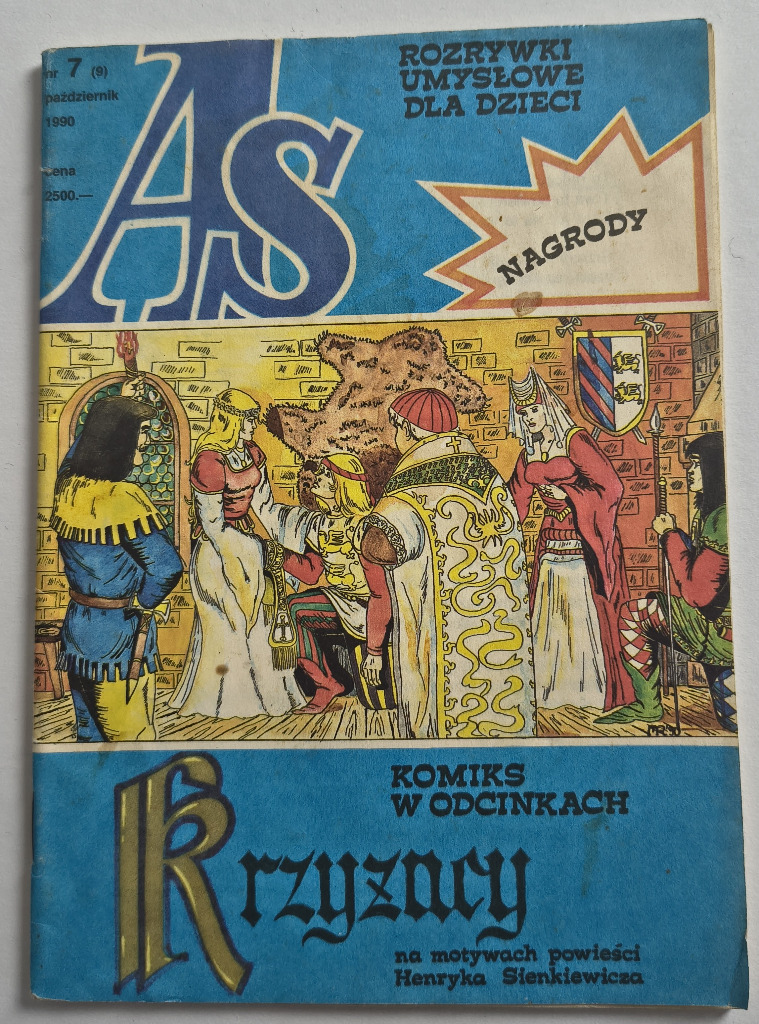 nr 7 (9)
październik
1990
cena
2500.—
AS
ROZRYWKI
UMYSŁOWE
DLA DZIECI
NAGRODY
KOMIKS
W ODCINKACH
Krzyżacy
na motywach powieści
Henryka Sienkiewicza